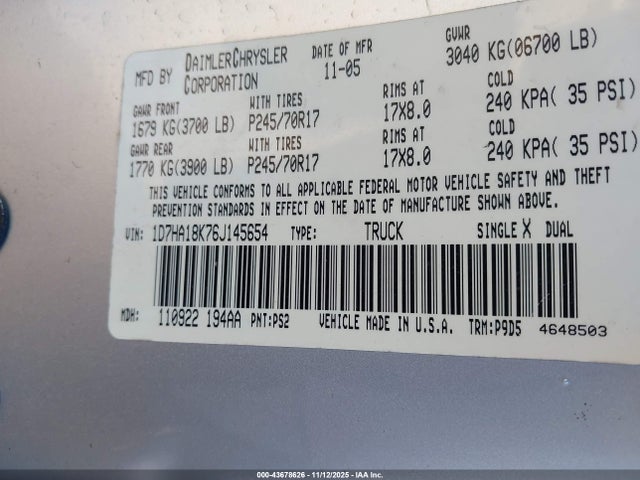 MFD BY DAIMLERCHRYSLER CORPORATION DATE OF MFR 11-05 GVWR 3040 KG(06700 LB)
GAWR FRONT WITH TIRES RIMS AT COLD
1679 KG(3700 LB) P245/70R17 17X8.0 240 KPA( 35 PSI)
GAWR REAR WITH TIRES RIMS AT COLD
1770 KG(3900 LB) P245/70R17 17X8.0 240 KPA( 35 PSI)
THIS VEHICLE CONFORMS TO ALL APPLICABLE FEDERAL MOTOR VEHICLE SAFETY AND THEFT
PREVENTION STANDARDS IN EFFECT ON THE DATE OF MANUFACTURE SHOWN ABOVE.
VIN: 1D7HA18K76J145654 TYPE: TRUCK SINGLE X DUAL
MDH: 110922 194AA PNT:PS2 VEHICLE MADE IN U.S.A. TRM:P9D5 4648503
000-43678626 - 11/12/2025 - IAA Inc.